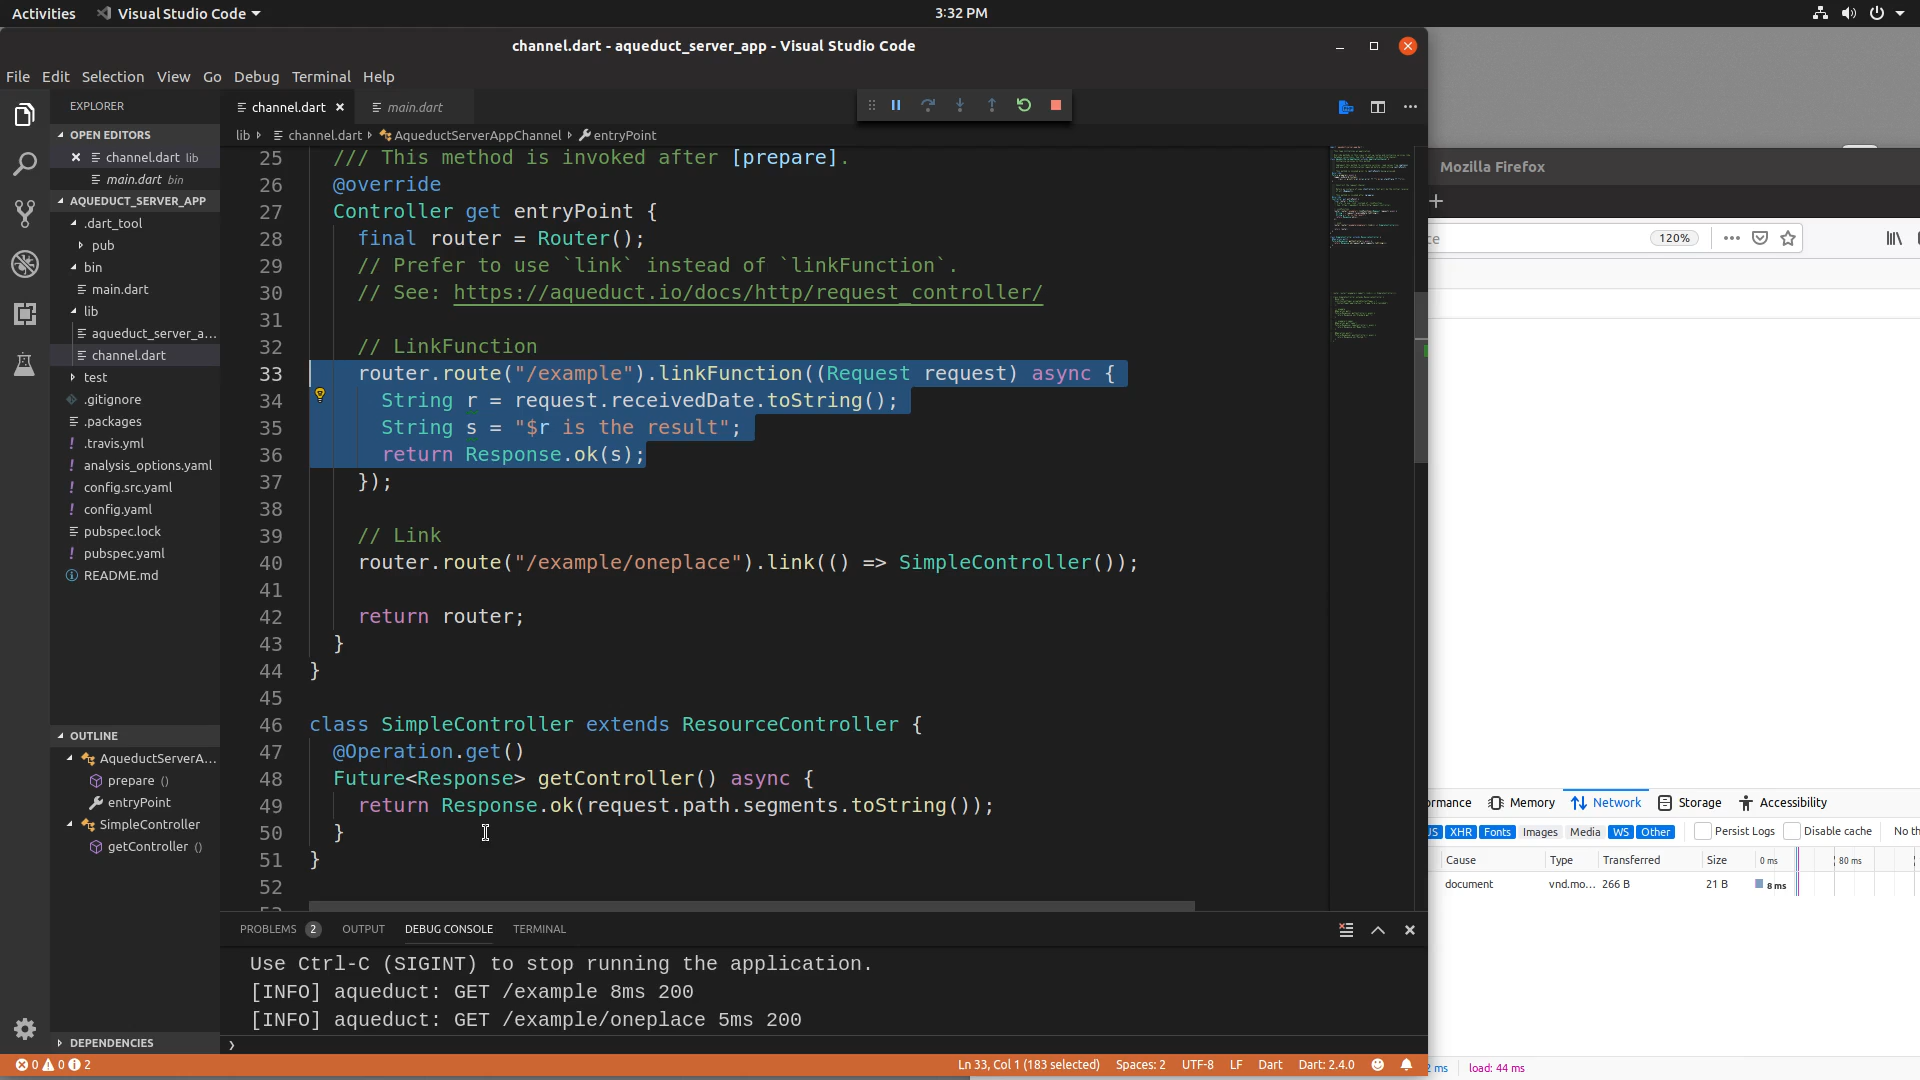 Activities
Visual Studio Code
3:32 PM
channel.dart - aqueduct_server_app - Visual Studio Code
File Edit Selection View Go Debug Terminal Help
EXPLORER
OPEN EDITORS
channel.dart lib
main.dart bin
AQUEDUCT_SERVER_APP
.dart_tool
pub
bin
main.dart
lib
aqueduct_server_a...
channel.dart
test
.gitignore
.packages
! .travis.yml
! analysis_options.yaml
! config.src.yaml
! config.yaml
pubspec.lock
! pubspec.yaml
README.md
OUTLINE
AqueductServerA...
prepare ()
entryPoint
SimpleController
getController ()
DEPENDENCIES
channel.dart
main.dart
lib channel.dart AqueductServerAppChannel entryPoint
25 /// This method is invoked after [prepare].
26 @override
27 Controller get entryPoint {
28 final router = Router();
29 // Prefer to use `link` instead of `linkFunction`.
30 // See: https://aqueduct.io/docs/http/request_controller/
31
32 // LinkFunction
33 router.route("/example").linkFunction((Request request) async {
34 String r = request.receivedDate.toString();
35 String s = "$r is the result";
36 return Response.ok(s);
37 });
38
39 // Link
40 router.route("/example/oneplace").link(() => SimpleController());
41
42 return router;
43 }
44 }
45
46 class SimpleController extends ResourceController {
47 @Operation.get()
48 Future<Response> getController() async {
49 return Response.ok(request.path.segments.toString());
50 }
51 }
52
PROBLEMS 2 OUTPUT DEBUG CONSOLE TERMINAL
Use Ctrl-C (SIGINT) to stop running the application.
[INFO] aqueduct: GET /example 8ms 200
[INFO] aqueduct: GET /example/oneplace 5ms 200
0 0 2
Ln 33, Col 1 (183 selected) Spaces: 2 UTF-8 LF Dart Dart: 2.4.0
Mozilla Firefox
120%
Memory Network Storage Accessibility
XHR Fonts Images Media WS Other Persist Logs Disable cache
Cause Type Transferred Size 0 ms 80 ms
document vnd.mo... 266 B 21 B 8 ms
load: 44 ms